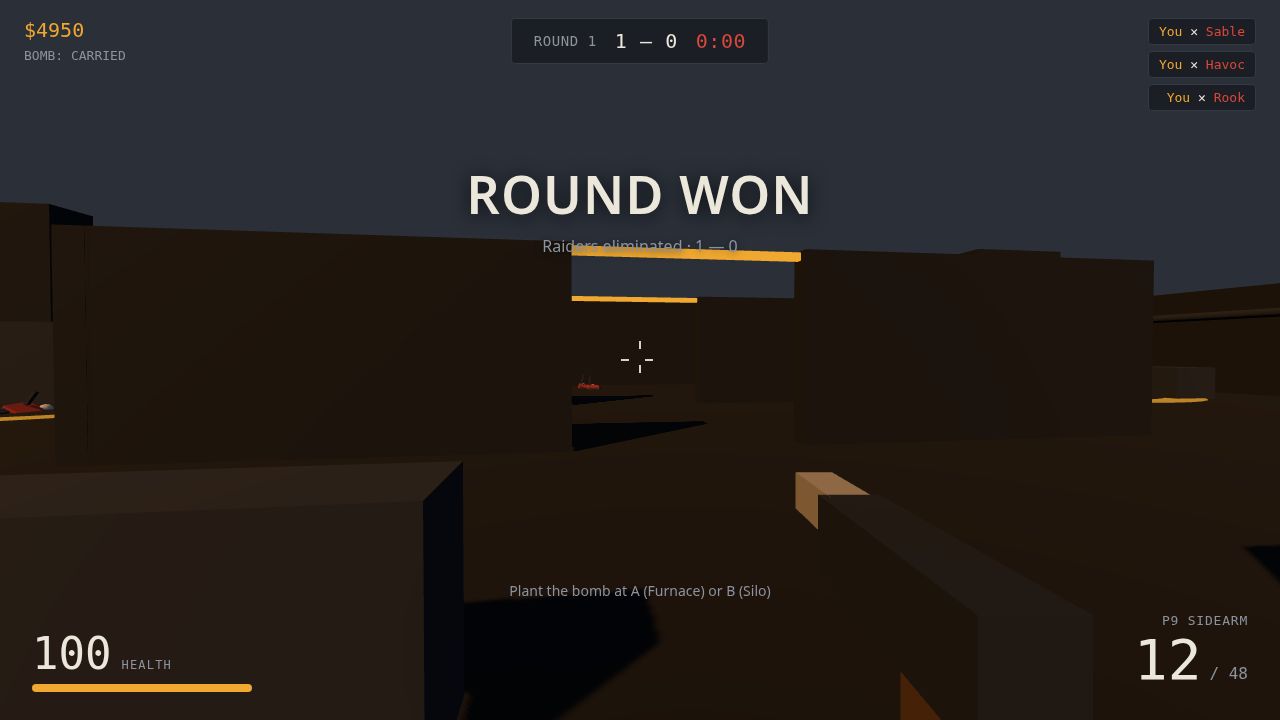 $4950
BOMB: CARRIED
ROUND 1 1 — 0 0:00
You × Sable
You × Havoc
You × Rook
ROUND WON
Raiders eliminated · 1 — 0
Plant the bomb at A (Furnace) or B (Silo)
100 HEALTH
P9 SIDEARM
12 / 48